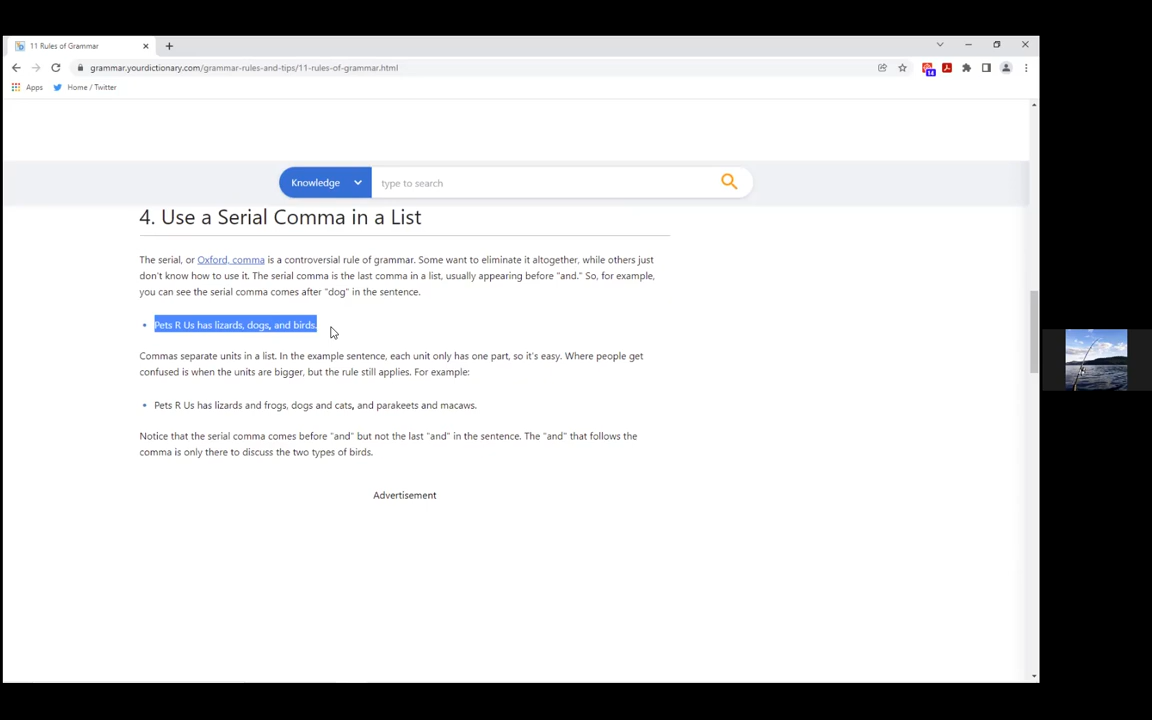 11 Rules of Grammar
grammar.yourdictionary.com/grammar-rules-and-tips/11-rules-of-grammar.html
14
Apps
Home / Twitter
Knowledge
type to search
4. Use a Serial Comma in a List
The serial, or Oxford, comma is a controversial rule of grammar. Some want to eliminate it altogether, while others just
don't know how to use it. The serial comma is the last comma in a list, usually appearing before "and." So, for example,
you can see the serial comma comes after "dog" in the sentence.
• Pets R Us has lizards, dogs, and birds.
Commas separate units in a list. In the example sentence, each unit only has one part, so it's easy. Where people get
confused is when the units are bigger, but the rule still applies. For example:
• Pets R Us has lizards and frogs, dogs and cats, and parakeets and macaws.
Notice that the serial comma comes before "and" but not the last "and" in the sentence. The "and" that follows the
comma is only there to discuss the two types of birds.
Advertisement